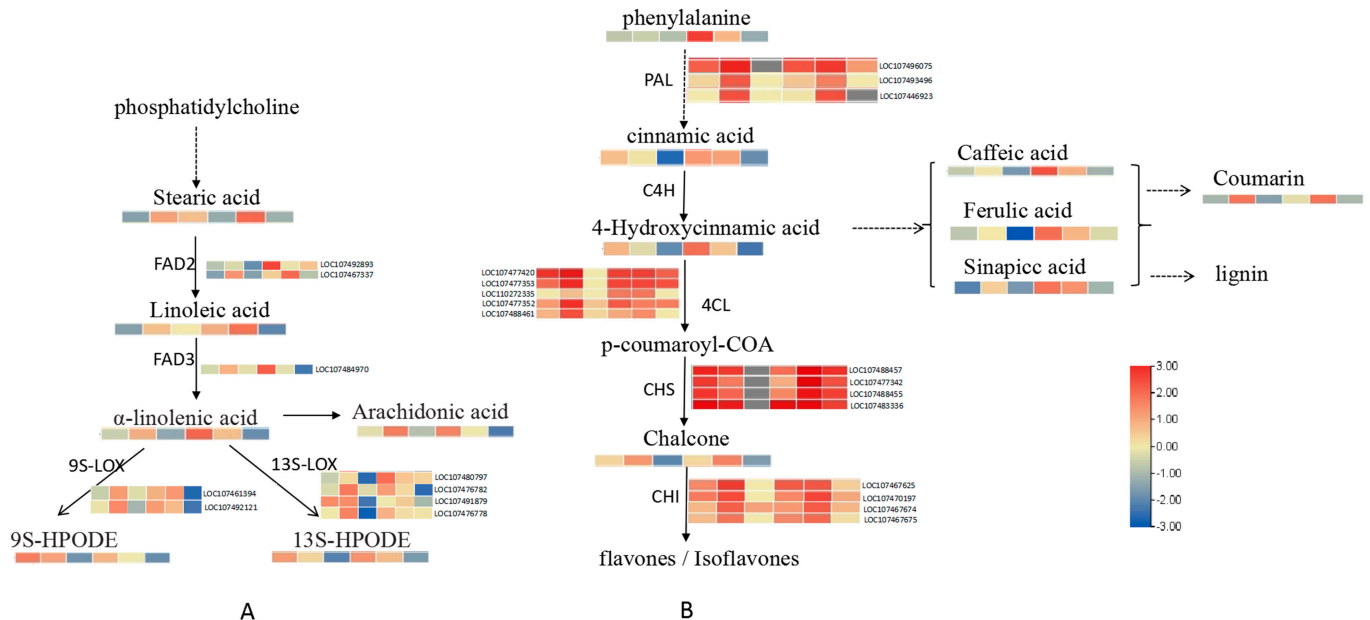 phosphatidylcholine
Stearic acid
FAD2
LOC107492893
LOC107467337
Linoleic acid
FAD3
LOC107484970
α-linolenic acid
Arachidonic acid
9S-LOX
13S-LOX
LOC107461394
LOC107492121
LOC107480797
LOC107476782
LOC107491879
LOC107476778
9S-HPODE
13S-HPODE
A
phenylalanine
PAL
LOC107496075
LOC107493496
LOC107446923
cinnamic acid
C4H
4-Hydroxycinnamic acid
LOC107477420
LOC107477353
LOC110272335
LOC107477352
LOC107488461
4CL
p-coumaroyl-COA
CHS
LOC107488457
LOC107477342
LOC107488455
LOC107483336
Chalcone
CHI
LOC107467625
LOC107470197
LOC107467674
LOC107467675
flavones / Isoflavones
B
Caffeic acid
Ferulic acid
Sinapicc acid
Coumarin
lignin
3.00
2.00
1.00
0.00
-1.00
-2.00
-3.00